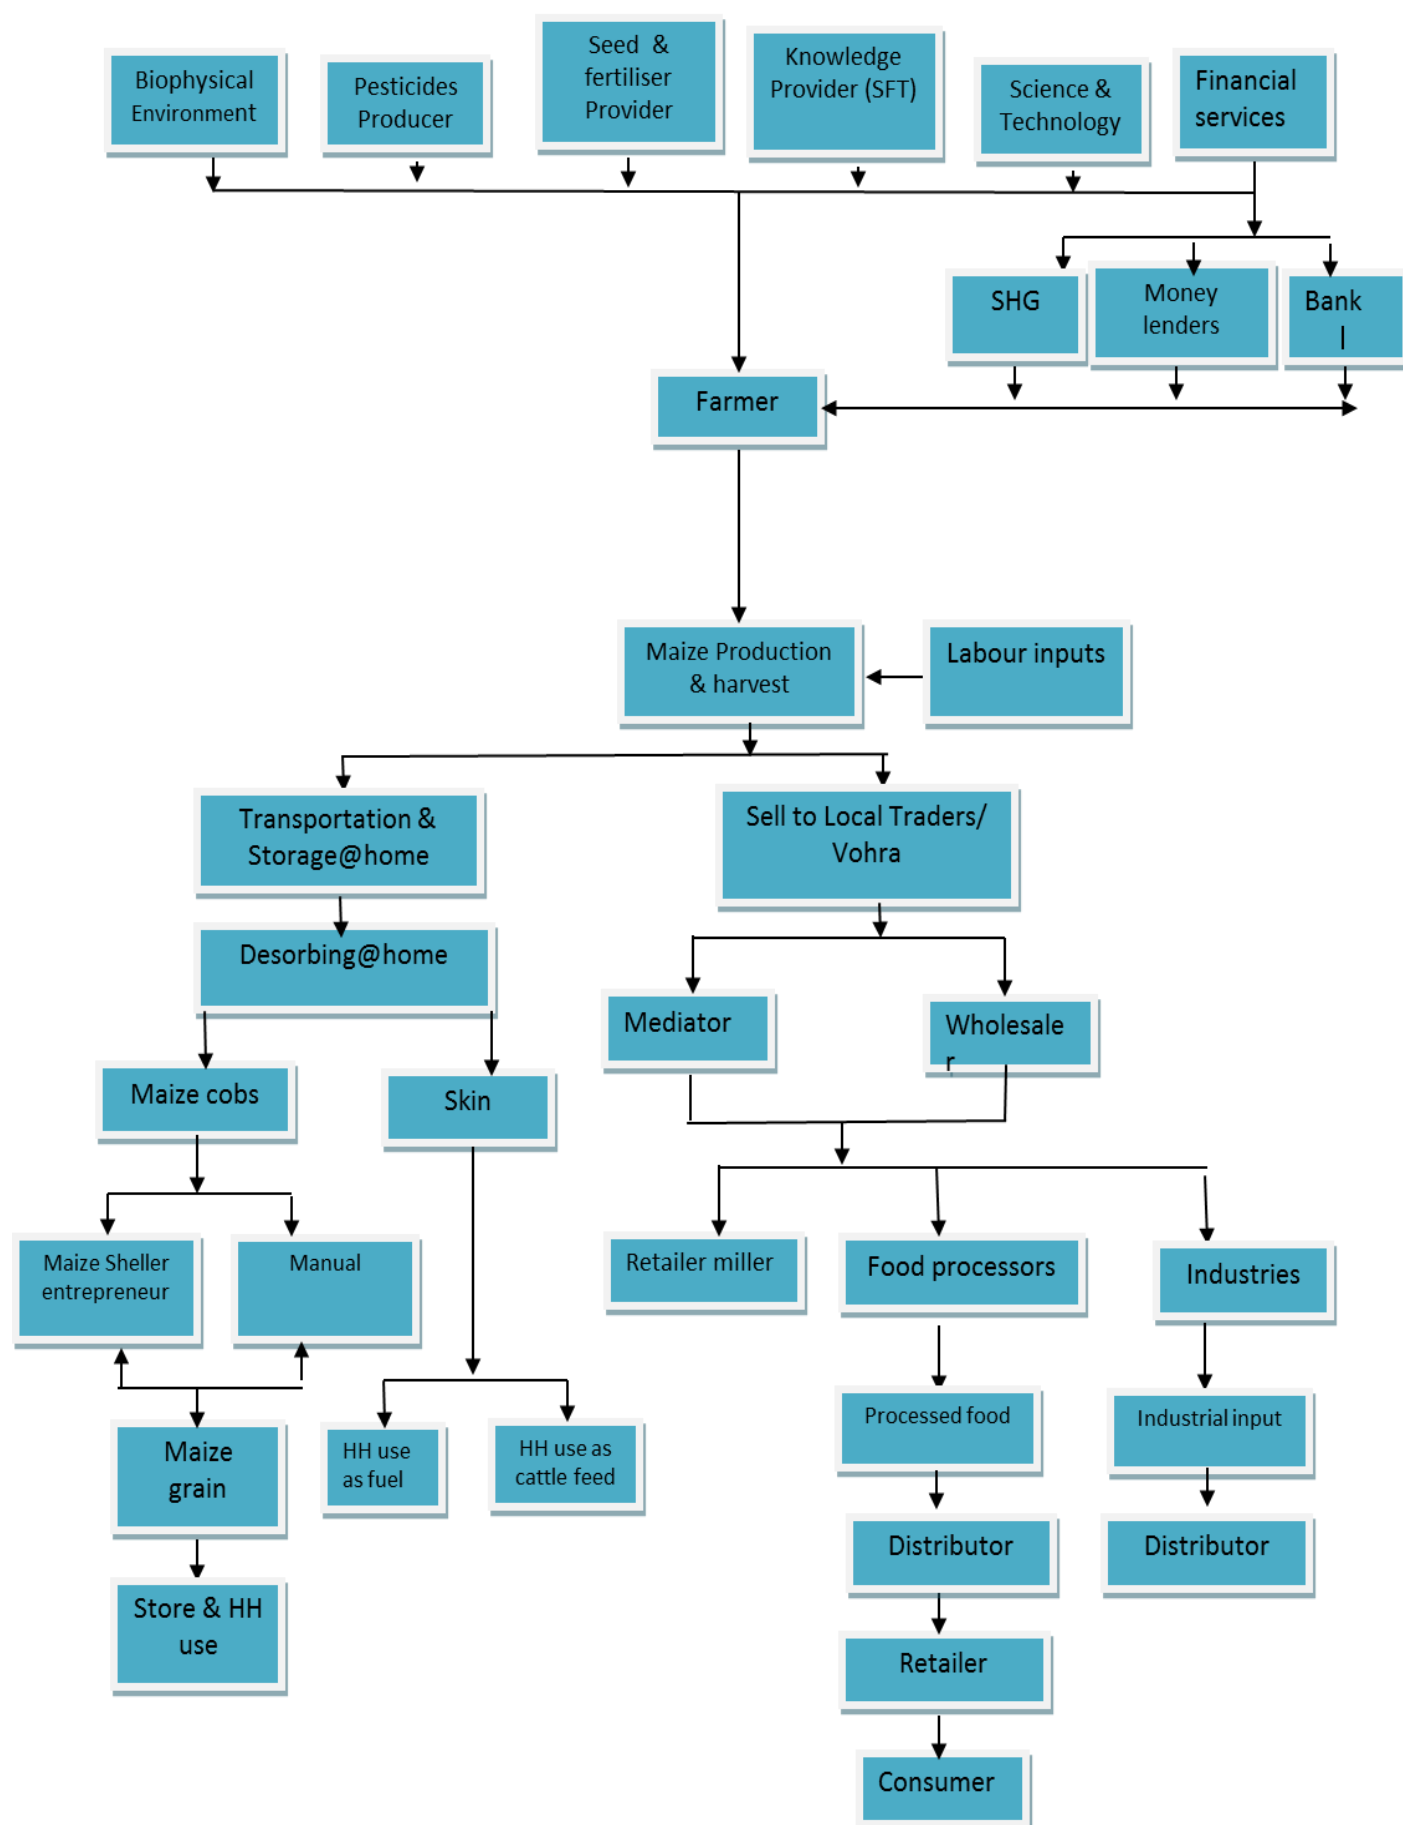 Biophysical
Environment
Pesticides
Producer
Seed & 
fertiliser
Provider
Knowledge
Provider (SFT)
Science &
Technology
Financial
services
SHG
Money
lenders
Bank
l
Farmer
Maize Production
& harvest
Labour inputs
Transportation &
Storage@home
Sell to Local Traders/
Vohra
Desorbing@home
Mediator
Wholesale
r
Maize cobs
Skin
Maize Sheller
entrepreneur
Manual
Retailer miller
Food processors
Industries
Maize
grain
HH use
as fuel
HH use as
cattle feed
Processed food
Industrial input
Distributor
Distributor
Store & HH
use
Retailer
Consumer